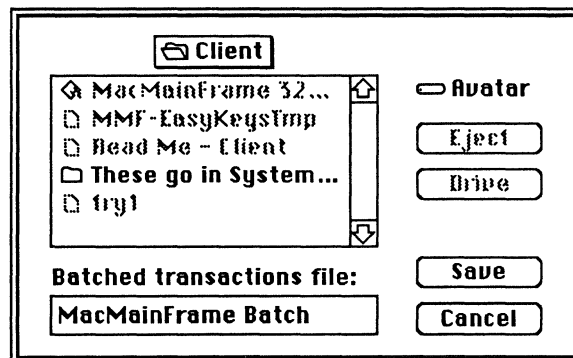 Client
MacMainFrame 32...
MMF-EasyKeysTmp
Read Me - Client
These go in System...
try1
Avatar
Eject
Drive
Batched transactions file:
MacMainFrame Batch
Save
Cancel